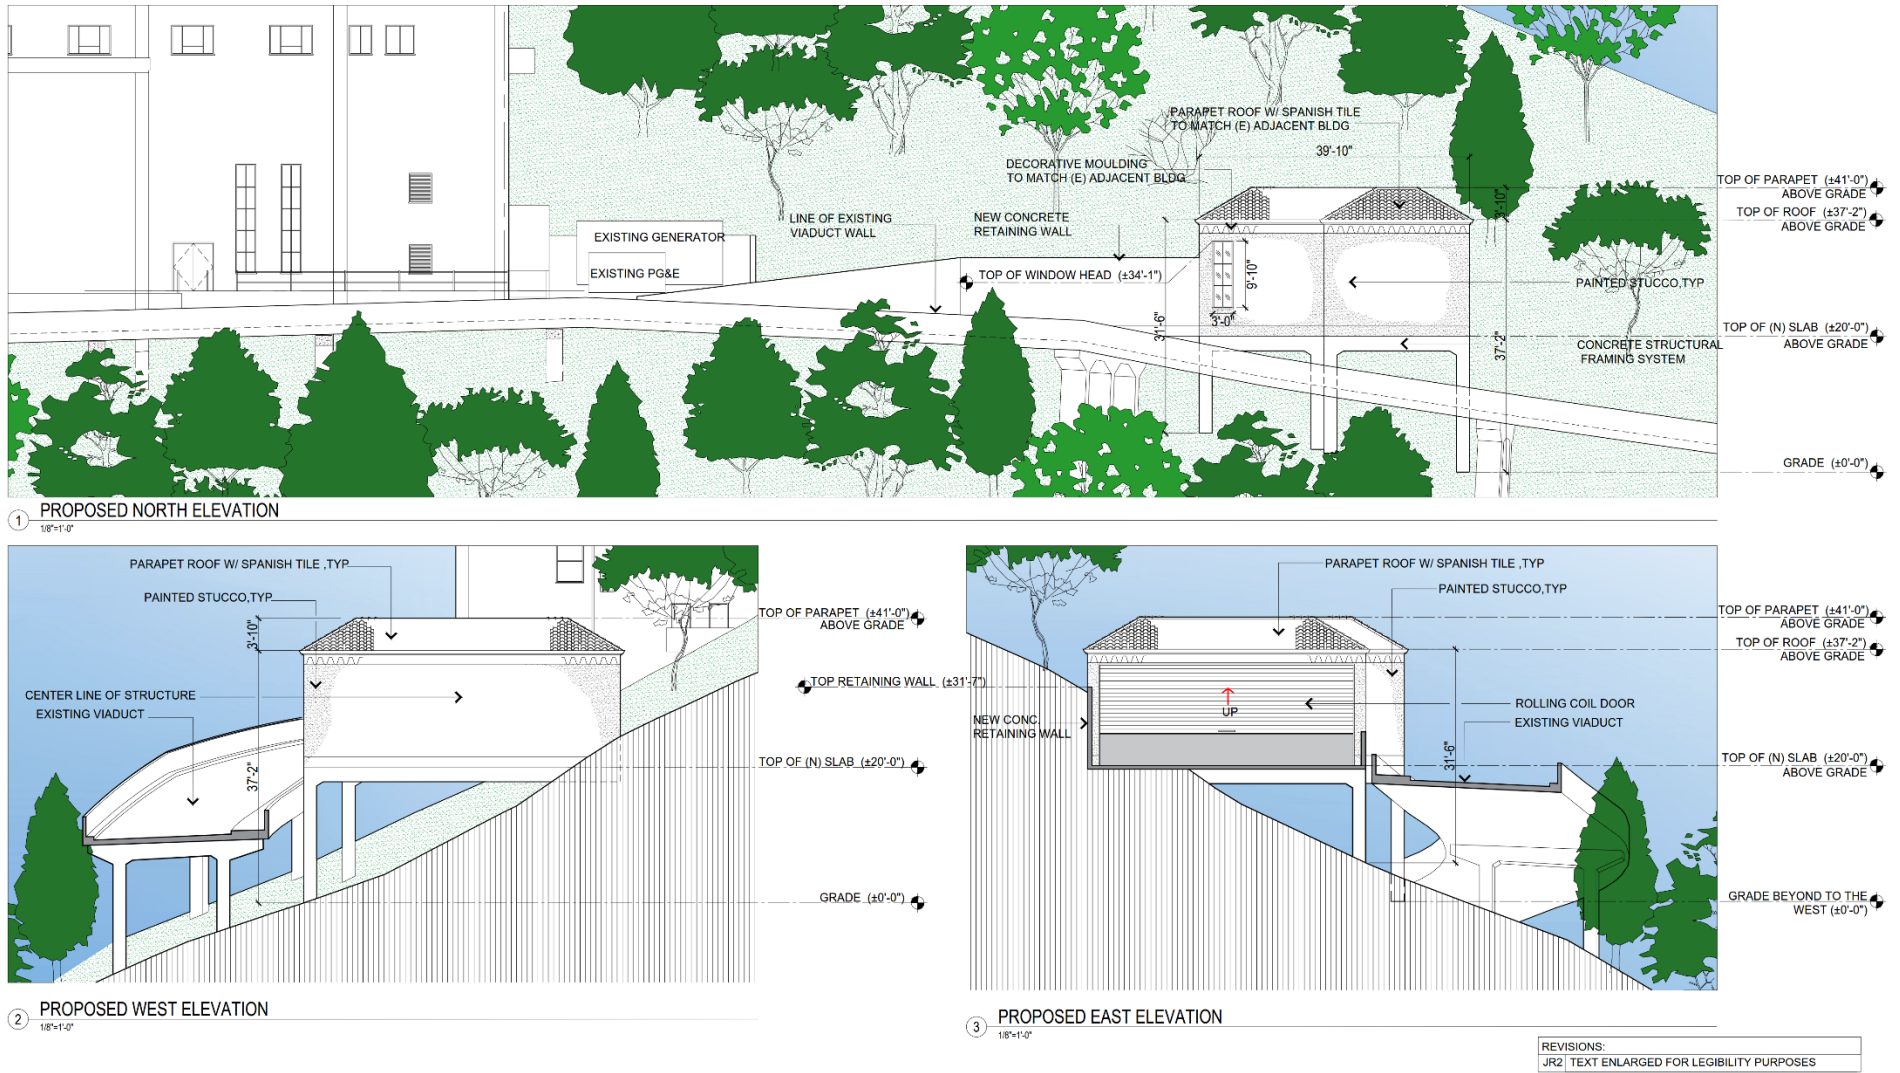 PARAPET ROOF W/ SPANISH TILE
TO MATCH (E) ADJACENT BLDG
39'-10"
DECORATIVE MOULDING
TO MATCH (E) ADJACENT BLDG
TOP OF PARAPET (±41'-0")
ABOVE GRADE
3'-10"
TOP OF ROOF (±37'-2")
ABOVE GRADE
LINE OF EXISTING
VIADUCT WALL
NEW CONCRETE
RETAINING WALL
EXISTING GENERATOR
EXISTING PG&E
TOP OF WINDOW HEAD (±34'-1")
9'-10"
PAINTED STUCCO,TYP
3'-0"
31'-6"
37'-2"
TOP OF (N) SLAB (±20'-0")
ABOVE GRADE
CONCRETE STRUCTURAL
FRAMING SYSTEM
GRADE (±0'-0")
1 PROPOSED NORTH ELEVATION
1/8"=1'-0"
PARAPET ROOF W/ SPANISH TILE ,TYP
PAINTED STUCCO,TYP
3'-10"
TOP OF PARAPET (±41'-0")
ABOVE GRADE
CENTER LINE OF STRUCTURE
EXISTING VIADUCT
TOP RETAINING WALL (±31'-7")
37'-2"
TOP OF (N) SLAB (±20'-0")
GRADE (±0'-0")
2 PROPOSED WEST ELEVATION
1/8"=1'-0"
PARAPET ROOF W/ SPANISH TILE ,TYP
PAINTED STUCCO,TYP
TOP OF PARAPET (±41'-0")
ABOVE GRADE
TOP OF ROOF (±37'-2")
ABOVE GRADE
NEW CONC.
RETAINING WALL
UP
ROLLING COIL DOOR
EXISTING VIADUCT
31'-6"
TOP OF (N) SLAB (±20'-0")
ABOVE GRADE
GRADE BEYOND TO THE
WEST (±0'-0")
3 PROPOSED EAST ELEVATION
1/8"=1'-0"
REVISIONS:
JR2 TEXT ENLARGED FOR LEGIBILITY PURPOSES